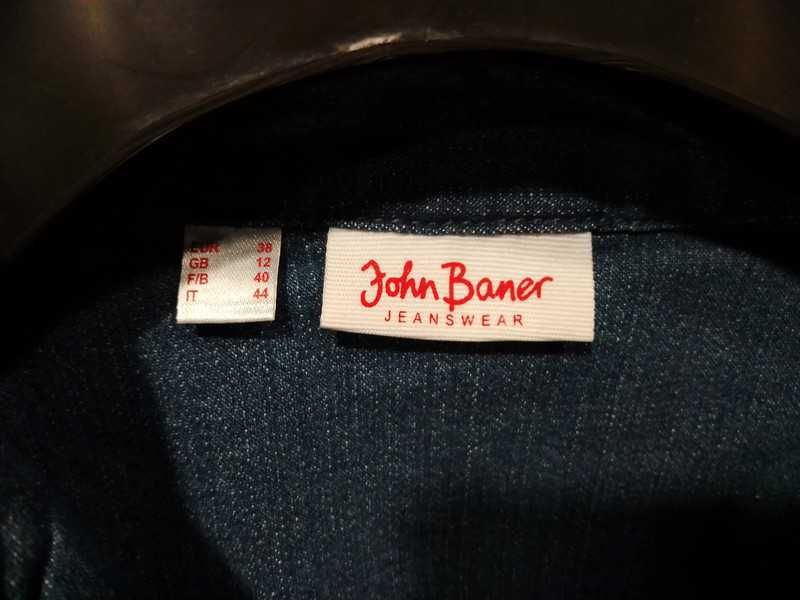 EUR 38
GB 12
F/B 40
IT 44
John Baner
JEANSWEAR